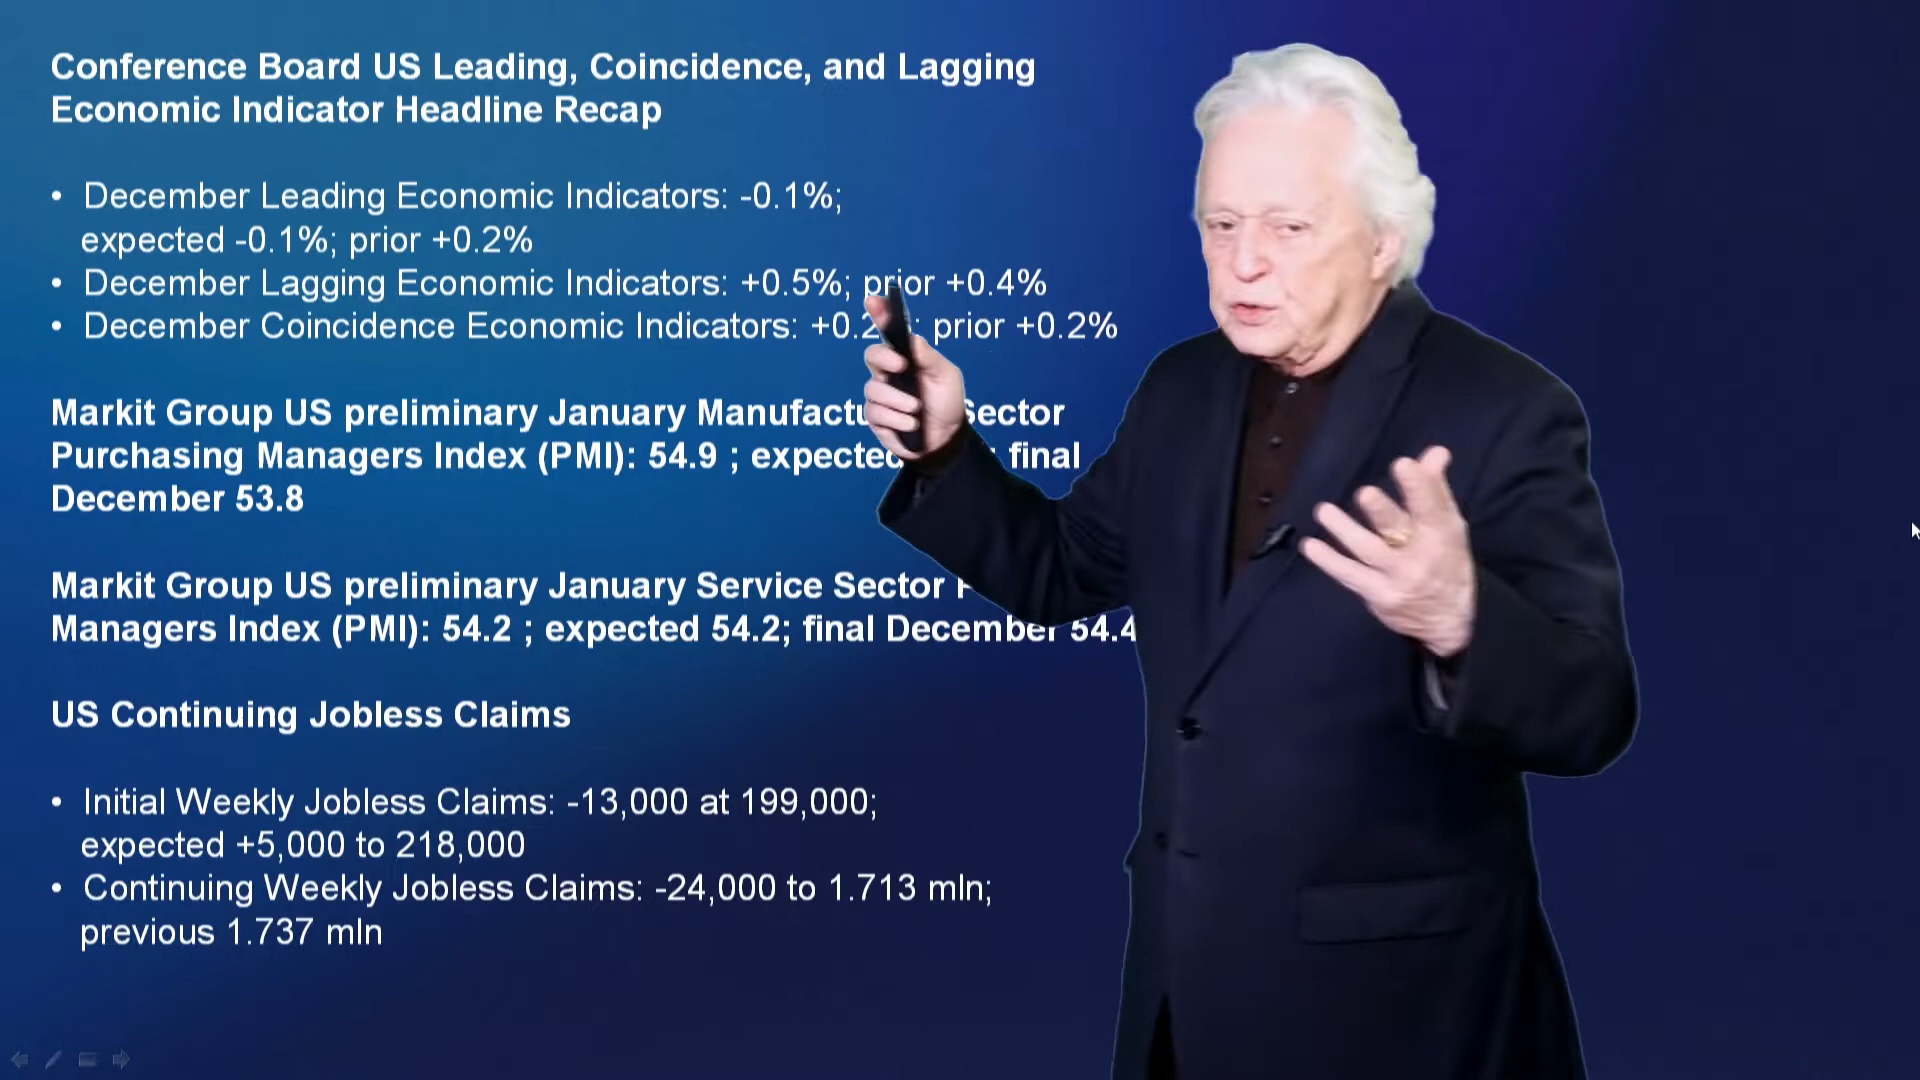 Conference Board US Leading, Coincidence, and Lagging
Economic Indicator Headline Recap
• December Leading Economic Indicators: -0.1%;
expected -0.1%; prior +0.2%
• December Lagging Economic Indicators: +0.5%; prior +0.4%
• December Coincidence Economic Indicators: prior +0.2%
Markit Group US preliminary January Sector
Purchasing Managers Index (PMI): 54.9 ; expected final
December 53.8
Markit Group US preliminary January Service Sector
Managers Index (PMI): 54.2 ; expected 54.2; final December 54.4
US Continuing Jobless Claims
• Initial Weekly Jobless Claims: -13,000 at 199,000;
expected +5,000 to 218,000
• Continuing Weekly Jobless Claims: -24,000 to 1.713 mln;
previous 1.737 mln